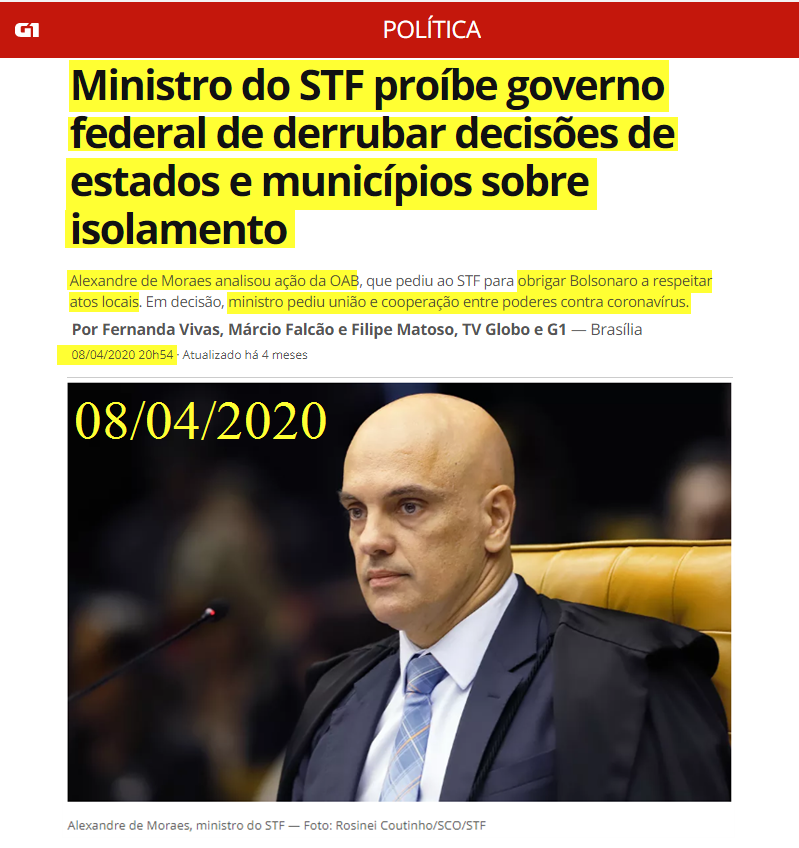 G1
POLÍTICA
Ministro do STF proíbe governo
federal de derrubar decisões de
estados e municípios sobre
isolamento
Alexandre de Moraes analisou ação da OAB, que pediu ao STF para obrigar Bolsonaro a respeitar
atos locais. Em decisão, ministro pediu união e cooperação entre poderes contra coronavírus.
Por Fernanda Vivas, Márcio Falcão e Filipe Matoso, TV Globo e G1 — Brasília
08/04/2020 20h54 · Atualizado há 4 meses
08/04/2020
Alexandre de Moraes, ministro do STF — Foto: Rosinei Coutinho/SCO/STF